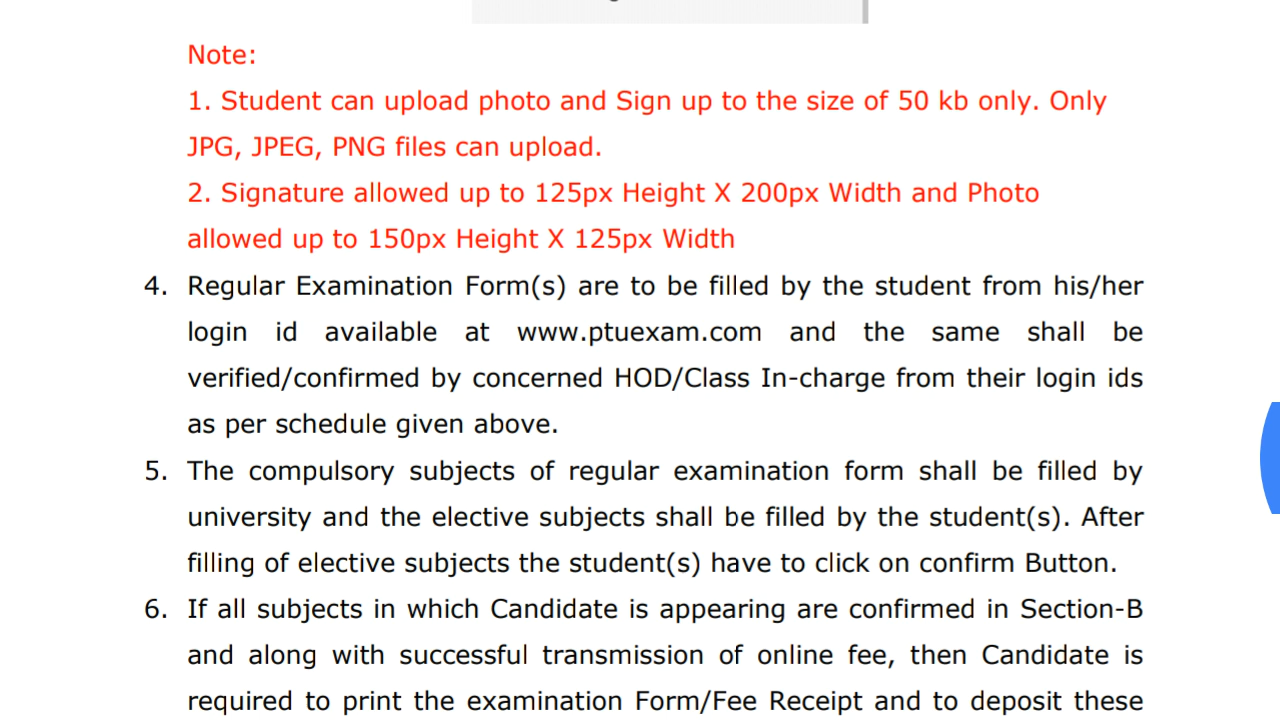 Note:
1. Student can upload photo and Sign up to the size of 50 kb only. Only
JPG, JPEG, PNG files can upload.
2. Signature allowed up to 125px Height X 200px Width and Photo
allowed up to 150px Height X 125px Width
4. Regular Examination Form(s) are to be filled by the student from his/her
login id available at www.ptuexam.com and the same shall be
verified/confirmed by concerned HOD/Class In-charge from their login ids
as per schedule given above.
5. The compulsory subjects of regular examination form shall be filled by
university and the elective subjects shall be filled by the student(s). After
filling of elective subjects the student(s) have to click on confirm Button.
6. If all subjects in which Candidate is appearing are confirmed in Section-B
and along with successful transmission of online fee, then Candidate is
required to print the examination Form/Fee Receipt and to deposit these